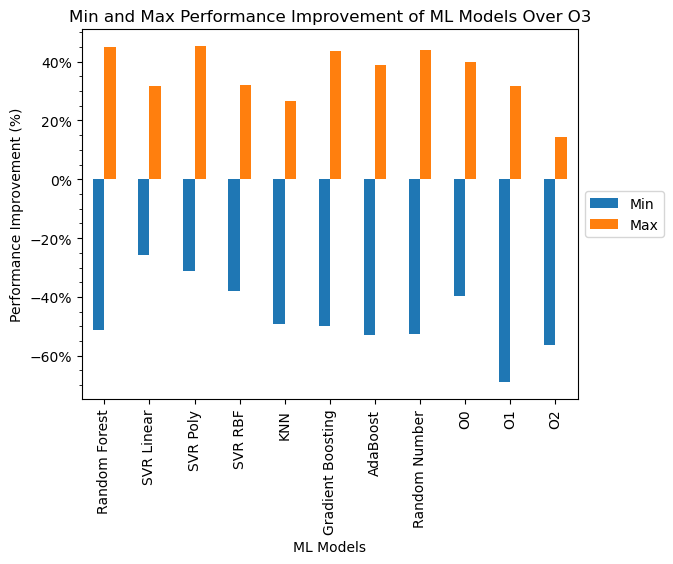 Min and Max Performance Improvement of ML Models Over O3
Performance Improvement (%)
40%
20%
0%
−20%
−40%
−60%
Min
Max
Random Forest
SVR Linear
SVR Poly
SVR RBF
KNN
Gradient Boosting
AdaBoost
Random Number
O0
O1
O2
ML Models